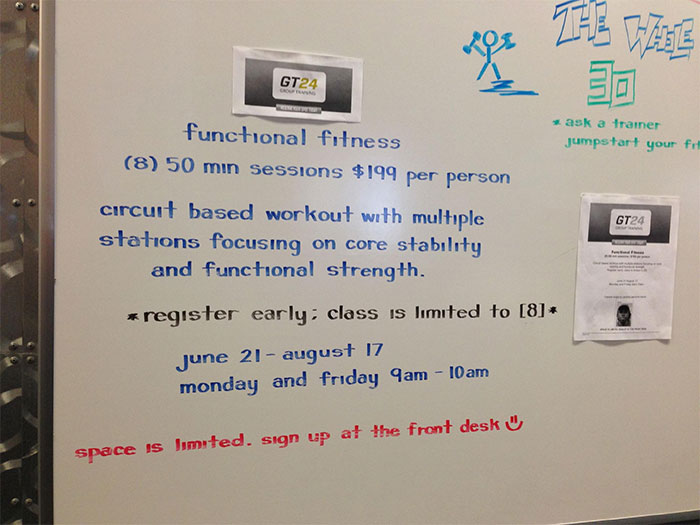 THE WHOLE
30
* ask a trainer
jumpstart your fit
GT24
GROUP TRAINING
functional fitness
(8) 50 min sessions $199 per person
circuit based workout with multiple
stations focusing on core stability
and functional strength.
*register early; class is limited to [8]*
june 21 - august 17
monday and friday 9am - 10am
space is limited. sign up at the front desk
GT24
GROUP TRAINING
Functional Fitness